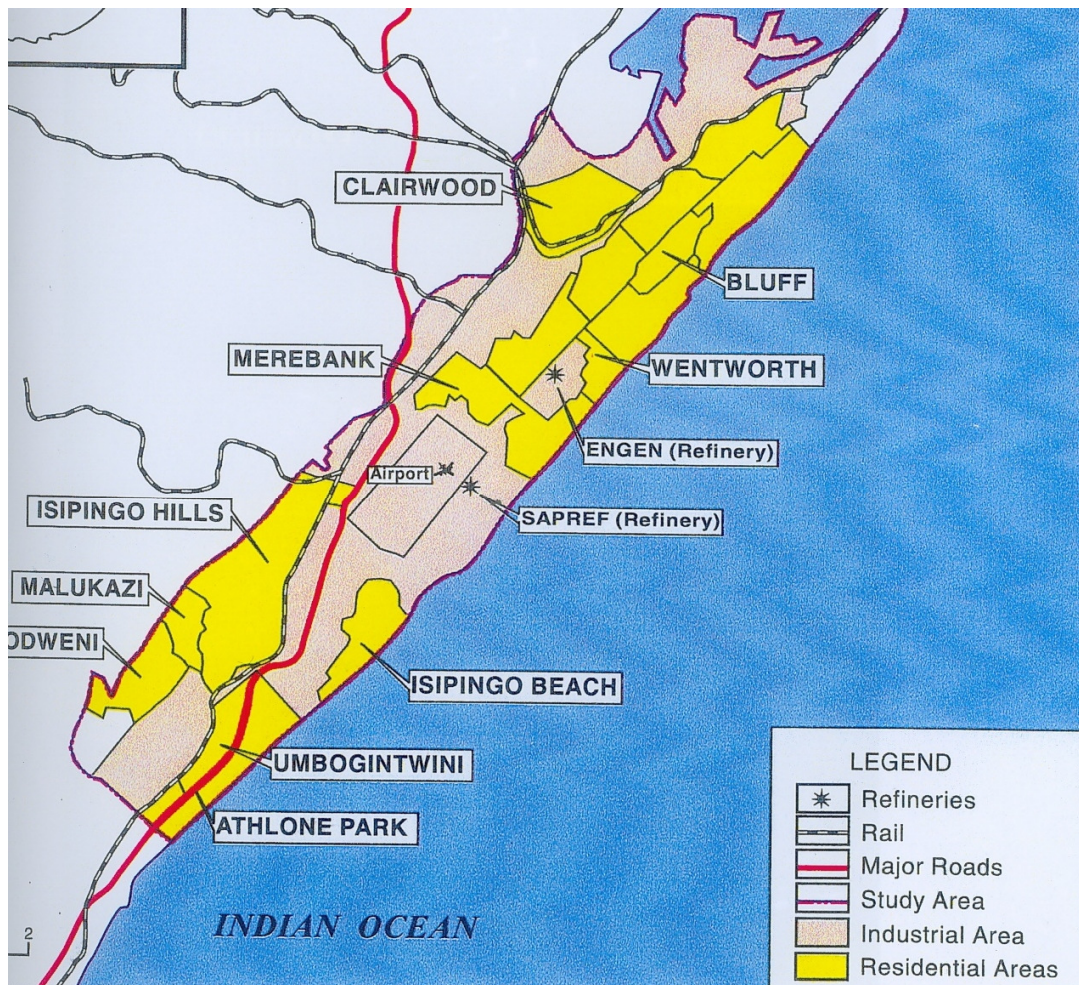 CLAIRWOOD
BLUFF
MEREBANK
WENTWORTH
ENGEN (Refinery)
Airport
SAPREF (Refinery)
ISIPINGO HILLS
MALUKAZI
ODWENI
ISIPINGO BEACH
UMBOGINTWINI
ATHLONE PARK
INDIAN OCEAN
2
LEGEND
Refineries
Rail
Major Roads
Study Area
Industrial Area
Residential Areas